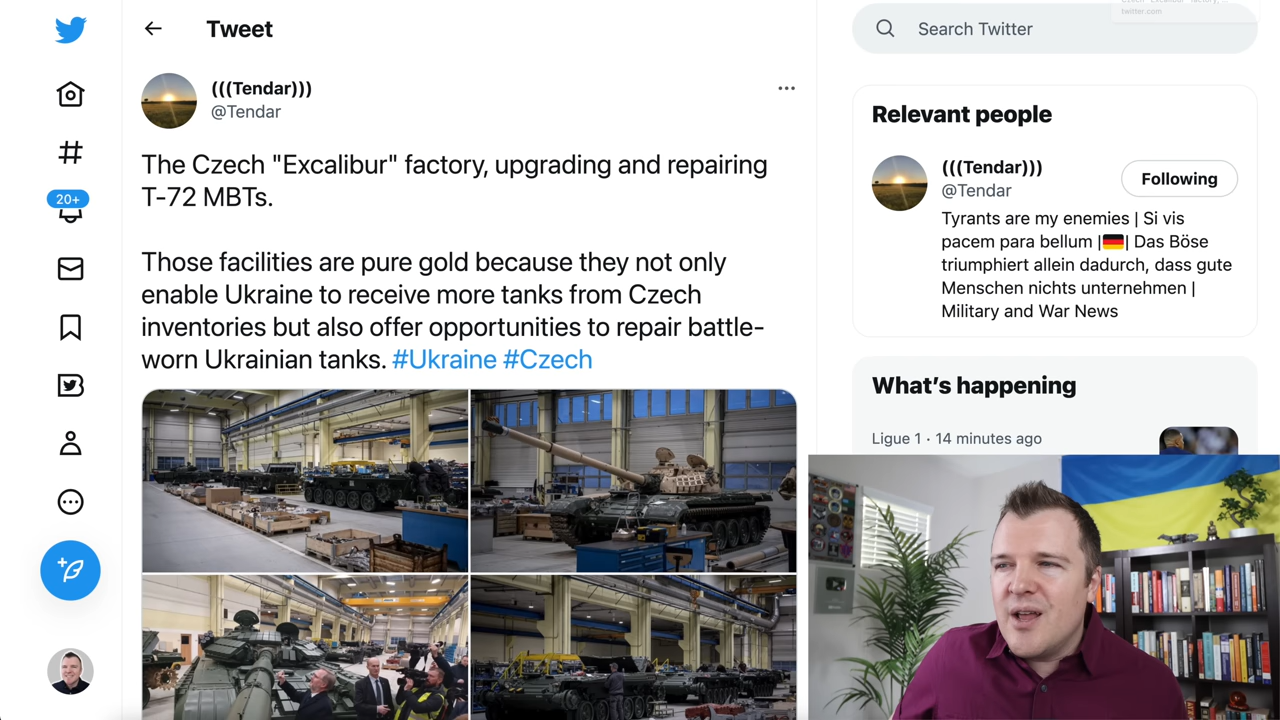 Tweet
(((Tendar)))
@Tendar
The Czech "Excalibur" factory, upgrading and repairing
T-72 MBTs.
Those facilities are pure gold because they not only
enable Ukraine to receive more tanks from Czech
inventories but also offer opportunities to repair battle-
worn Ukrainian tanks. #Ukraine #Czech
20+
twitter.com
Search Twitter
Relevant people
(((Tendar)))
@Tendar
Following
Tyrants are my enemies | Si vis
pacem para bellum |🇩🇪| Das Böse
triumphiert allein dadurch, dass gute
Menschen nichts unternehmen |
Military and War News
What's happening
Ligue 1 · 14 minutes ago